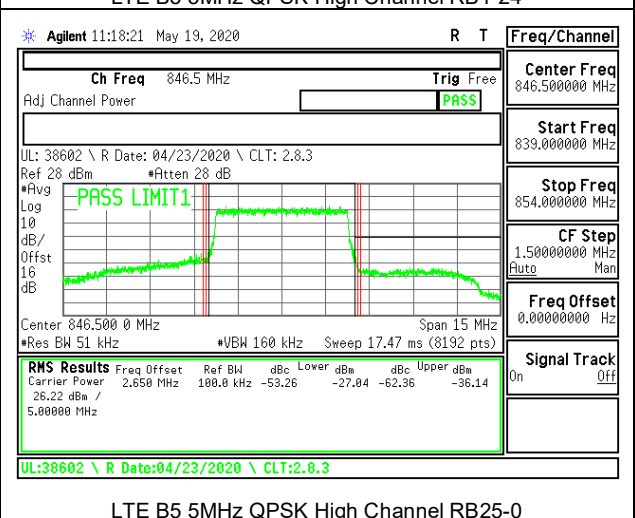 LTE B5 5MHz QPSK High Channel RB1-24
Agilent 11:18:21 May 19, 2020 R T
Freq/Channel
Ch Freq 846.5 MHz Trig Free
Adj Channel Power PASS
Center Freq
846.500000 MHz
Start Freq
839.000000 MHz
UL: 38602 \ R Date: 04/23/2020 \ CLT: 2.8.3
Ref 28 dBm #Atten 28 dB
#Avg
Log
10
dB/
Offst
16
dB
PASS LIMIT1
Stop Freq
854.000000 MHz
CF Step
1.50000000 MHz
Auto Man
Freq Offset
0.00000000 Hz
Center 846.500 0 MHz Span 15 MHz
#Res BW 51 kHz #VBW 160 kHz Sweep 17.47 ms (8192 pts)
Signal Track
On Off
RMS Results Freq Offset Ref BW dBc Lower dBm dBc Upper dBm
Carrier Power 2.650 MHz 100.0 kHz -53.26 -27.04 -62.36 -36.14
26.22 dBm /
5.00000 MHz
UL:38602 \ R Date:04/23/2020 \ CLT:2.8.3
LTE B5 5MHz QPSK High Channel RB25-0